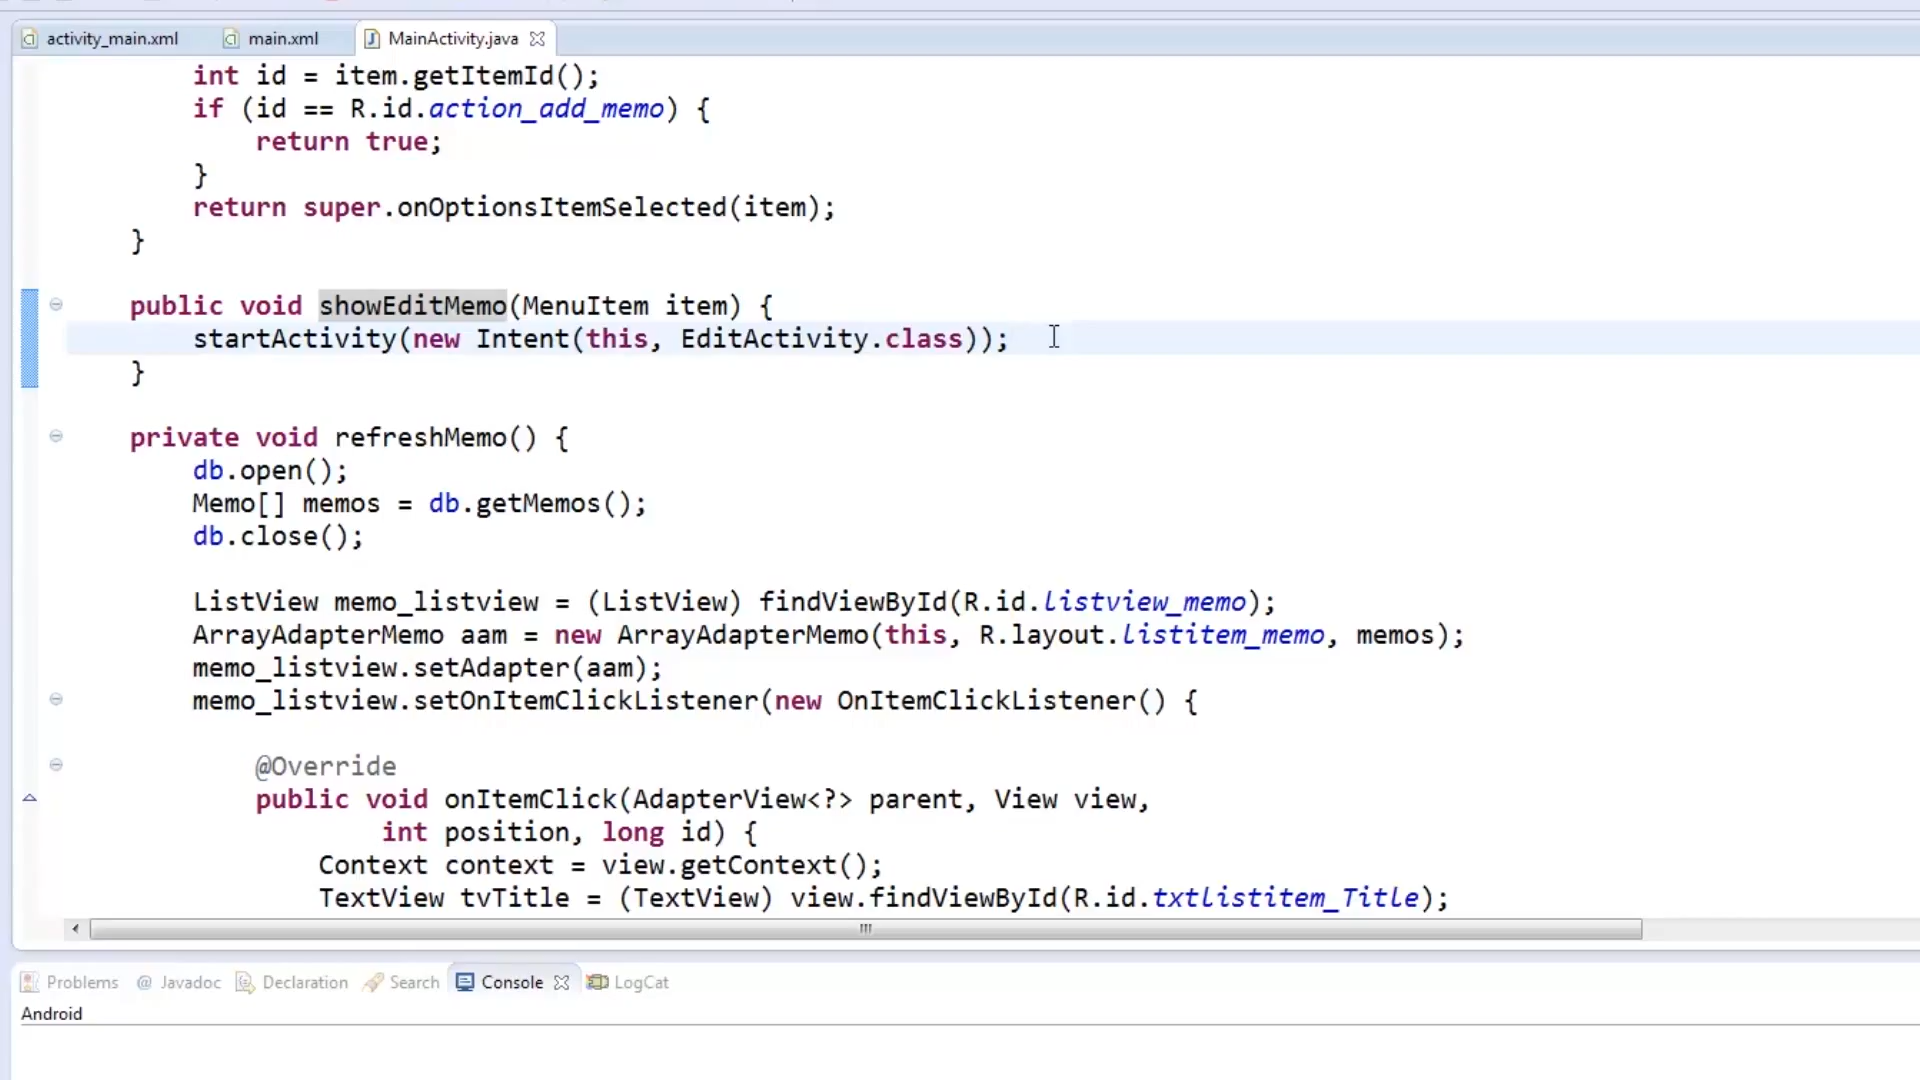 activity_main.xml main.xml MainActivity.java
int id = item.getItemId();
if (id == R.id.action_add_memo) {
return true;
}
return super.onOptionsItemSelected(item);
}
public void showEditMemo(MenuItem item) {
startActivity(new Intent(this, EditActivity.class));
}
private void refreshMemo() {
db.open();
Memo[] memos = db.getMemos();
db.close();
ListView memo_listview = (ListView) findViewById(R.id.listview_memo);
ArrayAdapterMemo aam = new ArrayAdapterMemo(this, R.layout.listitem_memo, memos);
memo_listview.setAdapter(aam);
memo_listview.setOnItemClickListener(new OnItemClickListener() {
@Override
public void onItemClick(AdapterView<?> parent, View view,
int position, long id) {
Context context = view.getContext();
TextView tvTitle = (TextView) view.findViewById(R.id.txtlistitem_Title);
Problems @ Javadoc Declaration Search Console LogCat
Android